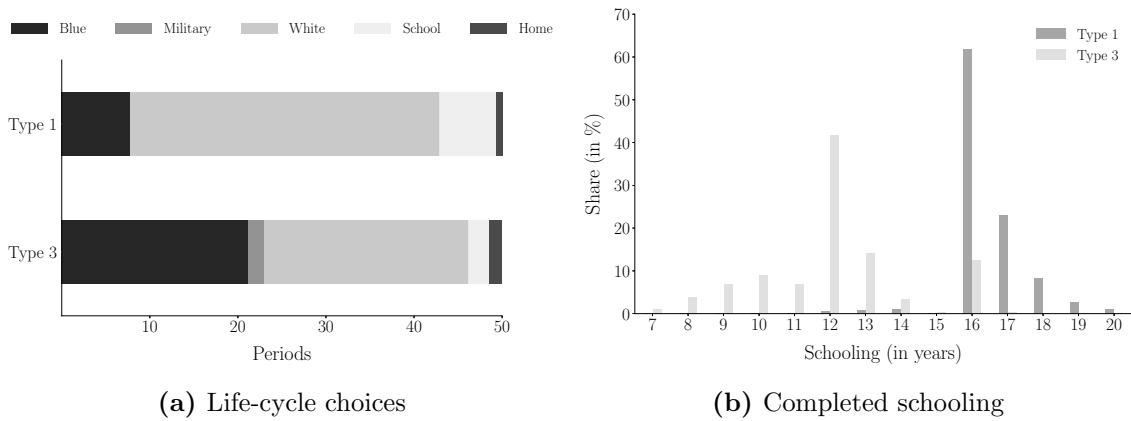 Blue Military White School Home
Type 1
Type 3
10 20 30 40 50
Periods
(a) Life-cycle choices
70
60
50
40
30
20
10
0
Share (in %)
Type 1
Type 3
7 8 9 10 11 12 13 14 15 16 17 18 19 20
Schooling (in years)
(b) Completed schooling